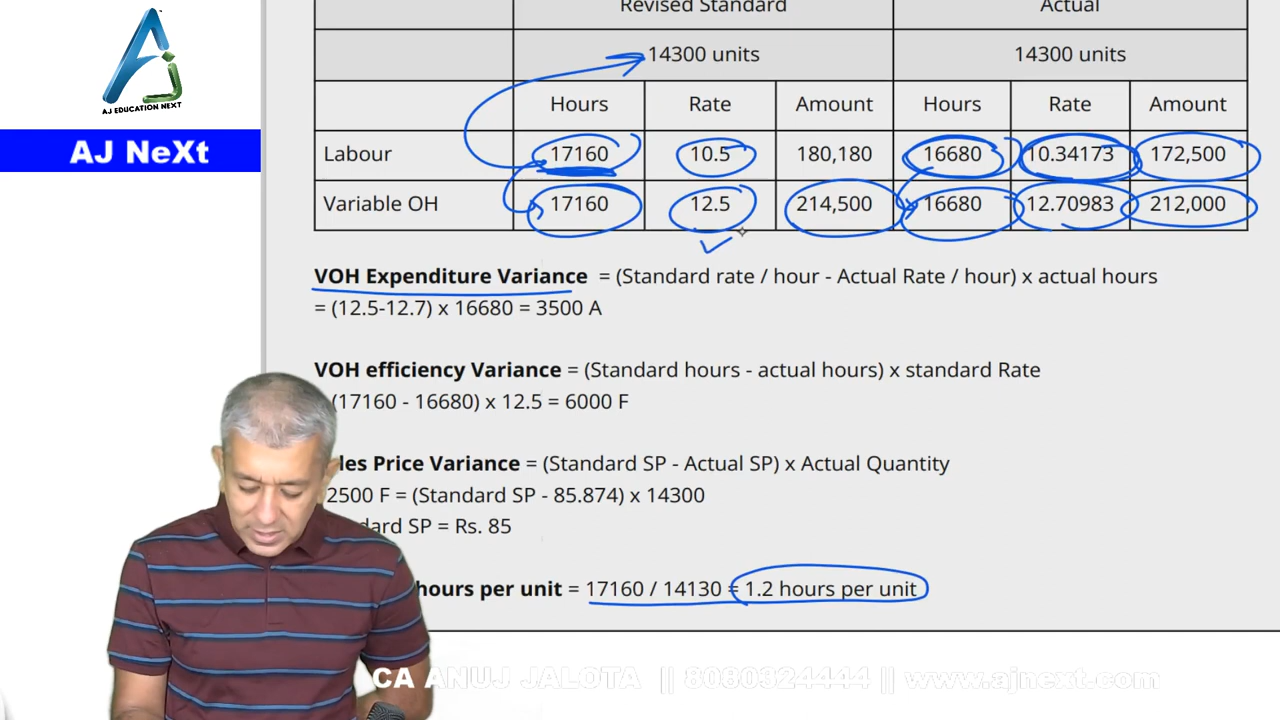 Revised Standard Actual
14300 units 14300 units
Hours Rate Amount Hours Rate Amount
Labour 17160 10.5 180,180 16680 10.34173 172,500
Variable OH 17160 12.5 214,500 16680 12.70983 212,000
AJ EDUCATION NEXT
AJ NeXt
VOH Expenditure Variance = (Standard rate / hour - Actual Rate / hour) x actual hours
= (12.5-12.7) x 16680 = 3500 A
VOH efficiency Variance = (Standard hours - actual hours) x standard Rate
(17160 - 16680) x 12.5 = 6000 F
Price Variance = (Standard SP - Actual SP) x Actual Quantity
2500 F = (Standard SP - 85.874) x 14300
SP = Rs. 85
hours per unit = 17160 / 14130 = 1.2 hours per unit
CA ANUJ JALOTA || 8080924444 || www.ajnext.com